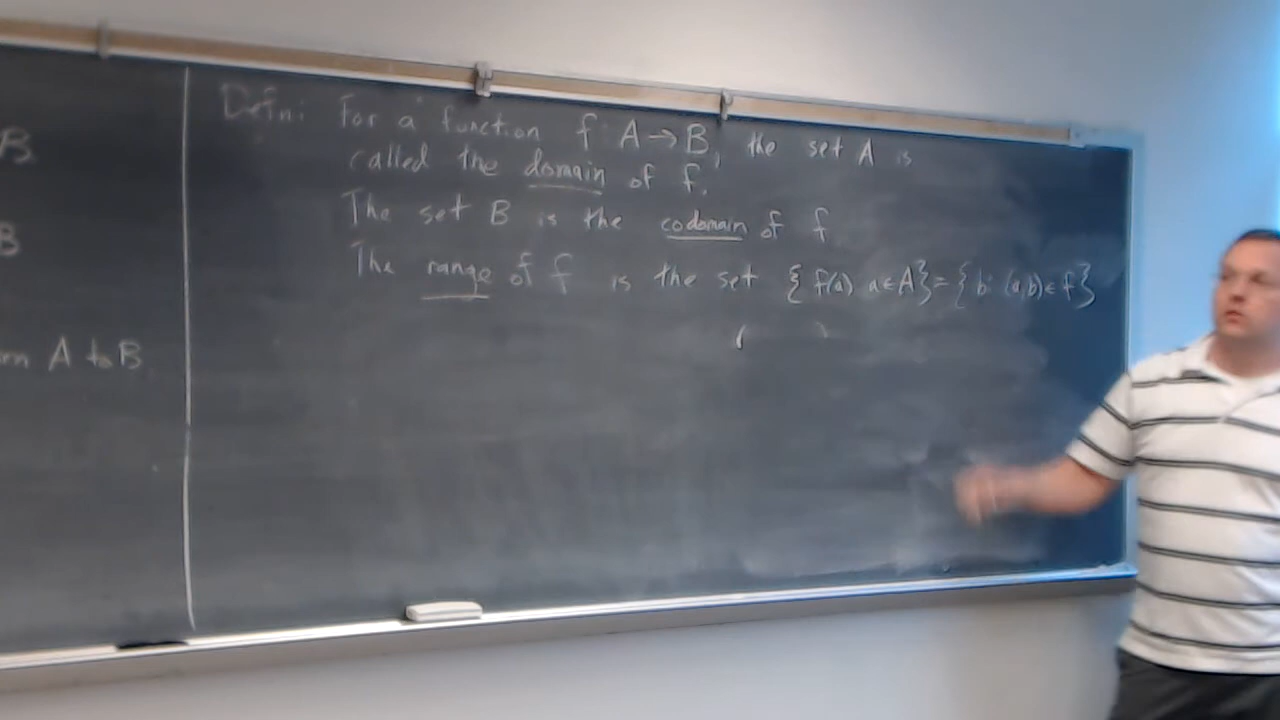 B
B
A to B
Defn: For a function f: A → B, the set A is
called the domain of f.
The set B is the codomain of f
The range of f is the set { f(a) a ∈ A } = { b: (a,b) ∈ f }